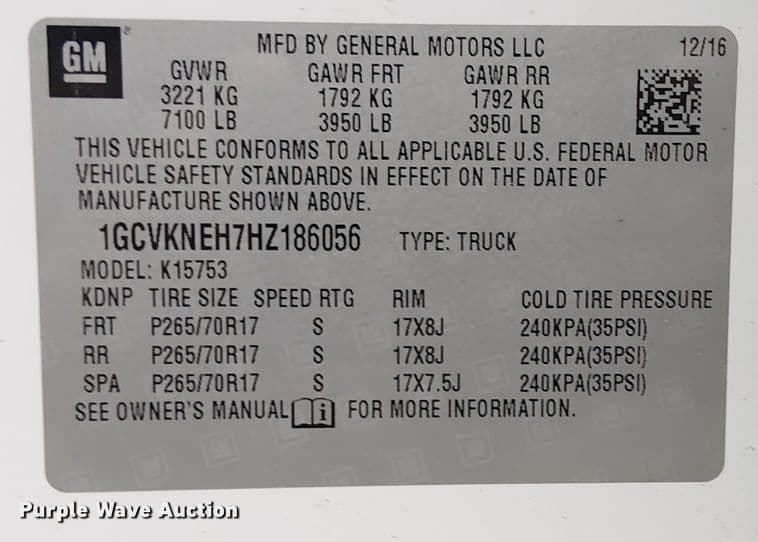 GM
MFD BY GENERAL MOTORS LLC 12/16
GVWR GAWR FRT GAWR RR
3221 KG 1792 KG 1792 KG
7100 LB 3950 LB 3950 LB
THIS VEHICLE CONFORMS TO ALL APPLICABLE U.S. FEDERAL MOTOR
VEHICLE SAFETY STANDARDS IN EFFECT ON THE DATE OF
MANUFACTURE SHOWN ABOVE.
1GCVKNEH7HZ186056 TYPE: TRUCK
MODEL: K15753
KDNP TIRE SIZE SPEED RTG RIM COLD TIRE PRESSURE
FRT P265/70R17 S 17X8J 240KPA(35PSI)
RR P265/70R17 S 17X8J 240KPA(35PSI)
SPA P265/70R17 S 17X7.5J 240KPA(35PSI)
SEE OWNER'S MANUAL i FOR MORE INFORMATION.
Purple Wave Auction